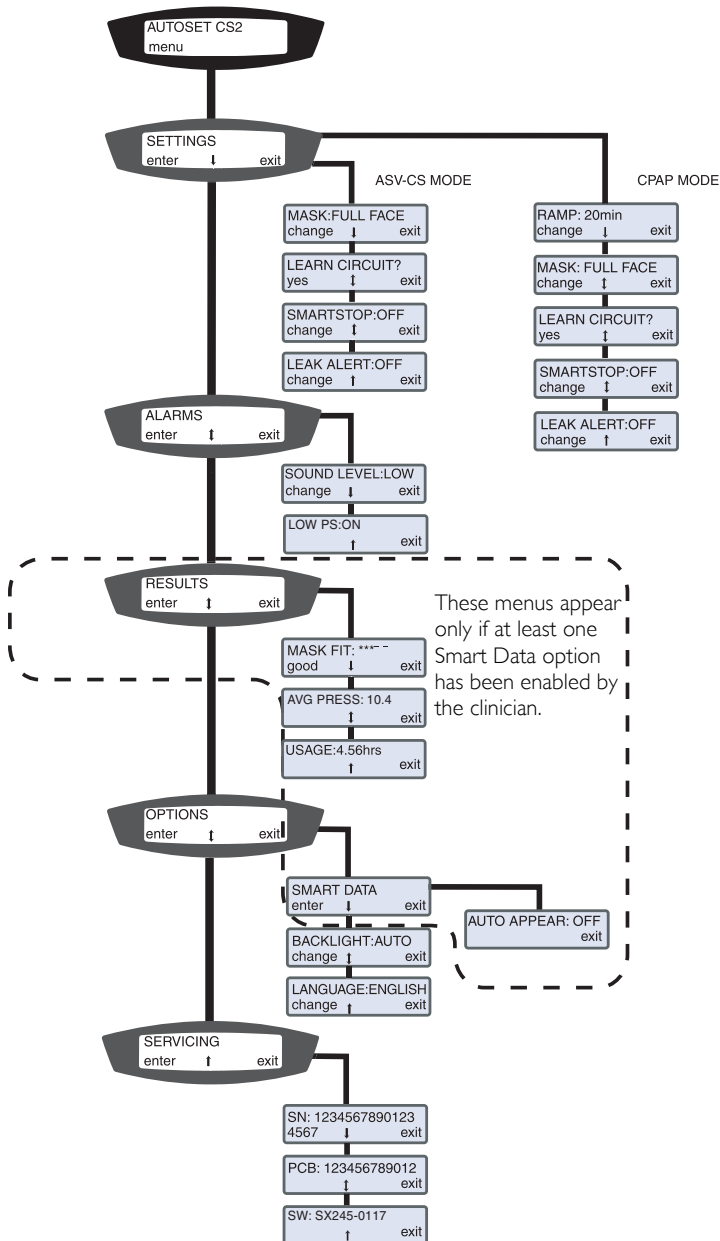 AUTOSET CS2
menu
SETTINGS
enter ↓ exit
ASV-CS MODE
MASK:FULL FACE
change ↓ exit
LEARN CIRCUIT?
yes ↕ exit
SMARTSTOP:OFF
change ↕ exit
LEAK ALERT:OFF
change ↑ exit
CPAP MODE
RAMP: 20min
change ↓ exit
MASK: FULL FACE
change ↕ exit
LEARN CIRCUIT?
yes ↕ exit
SMARTSTOP:OFF
change ↕ exit
LEAK ALERT:OFF
change ↑ exit
ALARMS
enter ↕ exit
SOUND LEVEL:LOW
change ↓ exit
LOW PS:ON
↑ exit
RESULTS
enter ↕ exit
MASK FIT: ***--
good ↓ exit
AVG PRESS: 10.4
↕ exit
USAGE:4.56hrs
↑ exit
These menus appear
only if at least one
Smart Data option
has been enabled by
the clinician.
OPTIONS
enter ↕ exit
SMART DATA
enter ↓ exit
AUTO APPEAR: OFF
exit
BACKLIGHT:AUTO
change ↕ exit
LANGUAGE:ENGLISH
change ↑ exit
SERVICING
enter ↑ exit
SN: 1234567890123
4567 ↓ exit
PCB: 123456789012
↕ exit
SW: SX245-0117
↑ exit